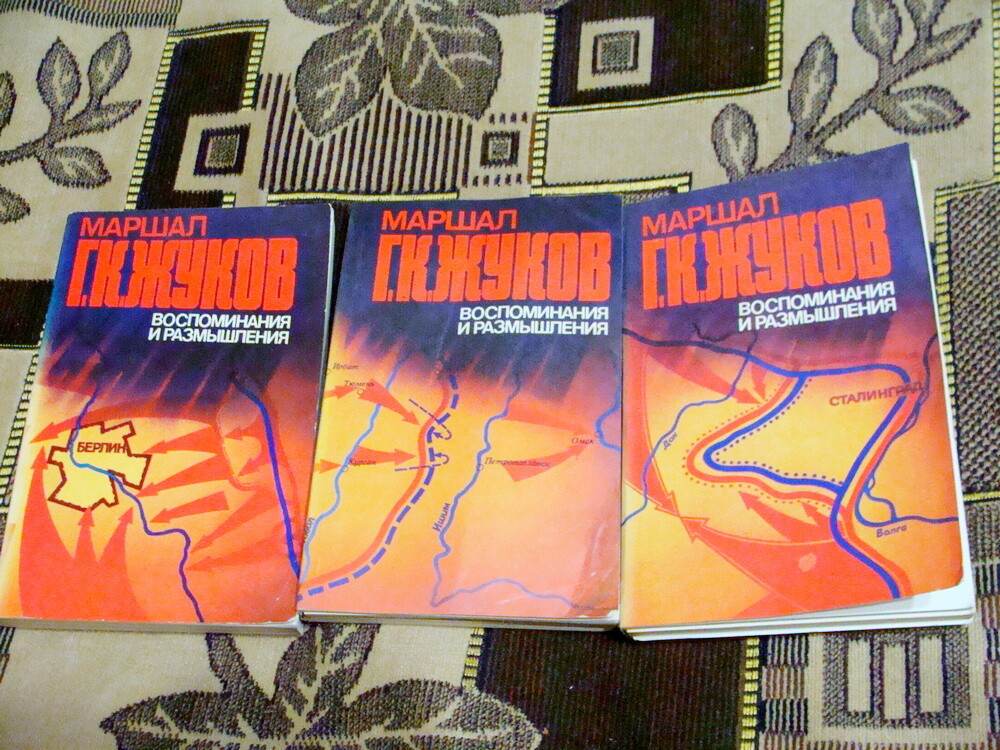 МАРШАЛ
Г.К.ЖУКОВ
ВОСПОМИНАНИЯ
И РАЗМЫШЛЕНИЯ
БЕРЛИН
МАРШАЛ
Г.К.ЖУКОВ
ВОСПОМИНАНИЯ
И РАЗМЫШЛЕНИЯ
Тюмень
Курган
Омск
Петропавловск
Ишим
МАРШАЛ
Г.К.ЖУКОВ
ВОСПОМИНАНИЯ
И РАЗМЫШЛЕНИЯ
СТАЛИНГРАД
Дон
Волга